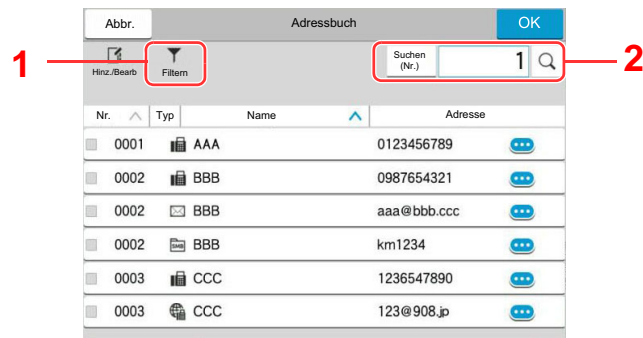 Abbr. Adressbuch OK
1 Hinz./Bearb Filtern Suchen (Nr.) 1 2
Nr. Typ Name Adresse
0001 AAA 0123456789
0002 BBB 0987654321
0002 BBB aaa@bbb.ccc
0002 SMB BBB km1234
0003 CCC 1236547890
0003 CCC 123@908.jp